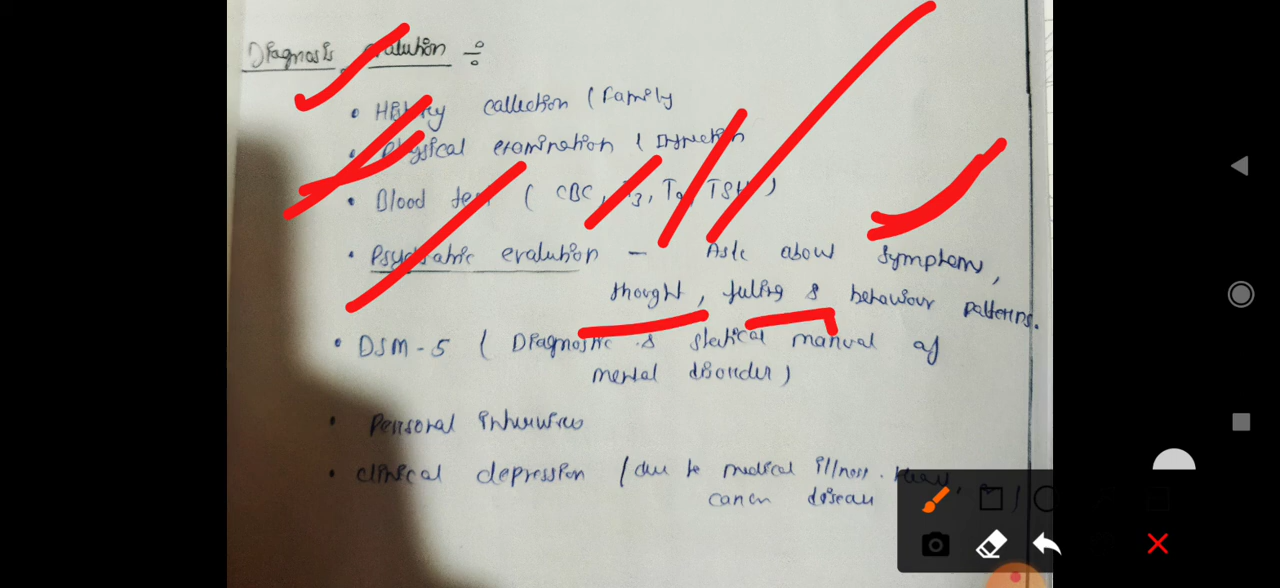 Diagnosis evalution ÷
• History collection (Family
• Physical examination ( Inspection
• Blood test ( CBC, T3, T4, TSH )
• Psychiatric evalution - Ask about symptoms,
thought, feeling & behaviour patterns.
• DSM-5 ( Diagnostic & statical manual of
mental disorder)
• Personal interview
• clinical depression (due to medical illness.
cancer disease